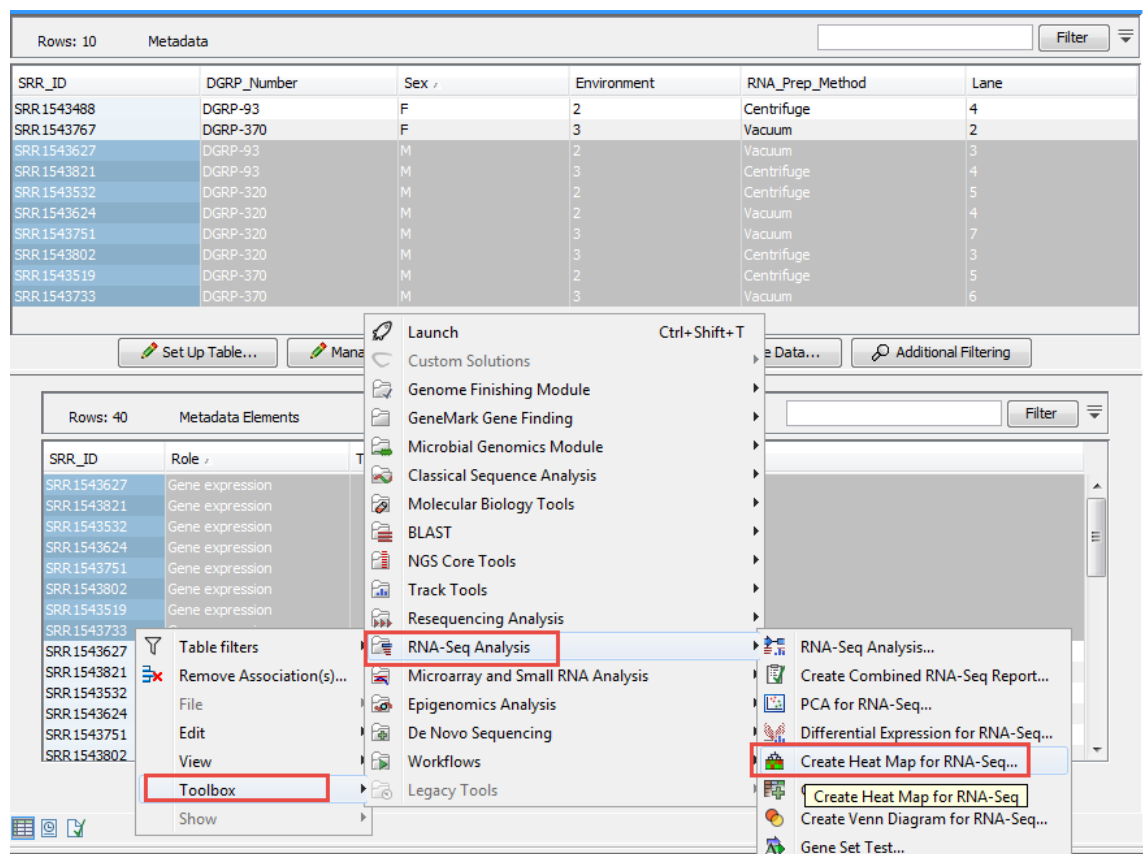 Rows: 10 Metadata Filter
SRR_ID DGRP_Number Sex Environment RNA_Prep_Method Lane
SRR1543488 DGRP-93 F 2 Centrifuge 4
SRR1543767 DGRP-370 F 3 Vacuum 2
SRR1543627 DGRP-93 M 2 Vacuum 3
SRR1543821 DGRP-93 M 3 Centrifuge 4
SRR1543532 DGRP-320 M 2 Centrifuge 5
SRR1543624 DGRP-320 M 2 Vacuum 4
SRR1543751 DGRP-320 M 3 Vacuum 7
SRR1543802 DGRP-320 M 3 Centrifuge 3
SRR1543519 DGRP-370 M 2 Centrifuge 5
SRR1543733 DGRP-370 M 3 Vacuum 6
Set Up Table... Mana e Data... Additional Filtering
Rows: 40 Metadata Elements Filter
SRR_ID Role T
SRR1543627 Gene expression
SRR1543821 Gene expression
SRR1543532 Gene expression
SRR1543624 Gene expression
SRR1543751 Gene expression
SRR1543802 Gene expression
SRR1543519 Gene expression
SRR1543733
SRR1543627
SRR1543821
SRR1543532
SRR1543624
SRR1543751
SRR1543802
Table filters
Remove Association(s)...
File
Edit
View
Toolbox
Show
Launch Ctrl+Shift+T
Custom Solutions
Genome Finishing Module
GeneMark Gene Finding
Microbial Genomics Module
Classical Sequence Analysis
Molecular Biology Tools
BLAST
NGS Core Tools
Track Tools
Resequencing Analysis
RNA-Seq Analysis
Microarray and Small RNA Analysis
Epigenomics Analysis
De Novo Sequencing
Workflows
Legacy Tools
RNA-Seq Analysis...
Create Combined RNA-Seq Report...
PCA for RNA-Seq...
Differential Expression for RNA-Seq...
Create Heat Map for RNA-Seq...
Create Heat Map for RNA-Seq
Create Venn Diagram for RNA-Seq...
Gene Set Test...